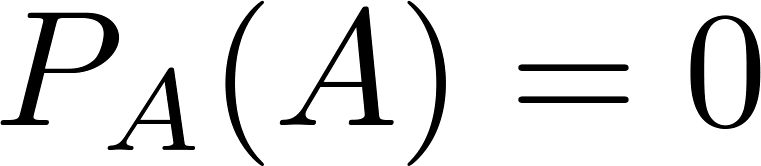 P_A(A) = 0